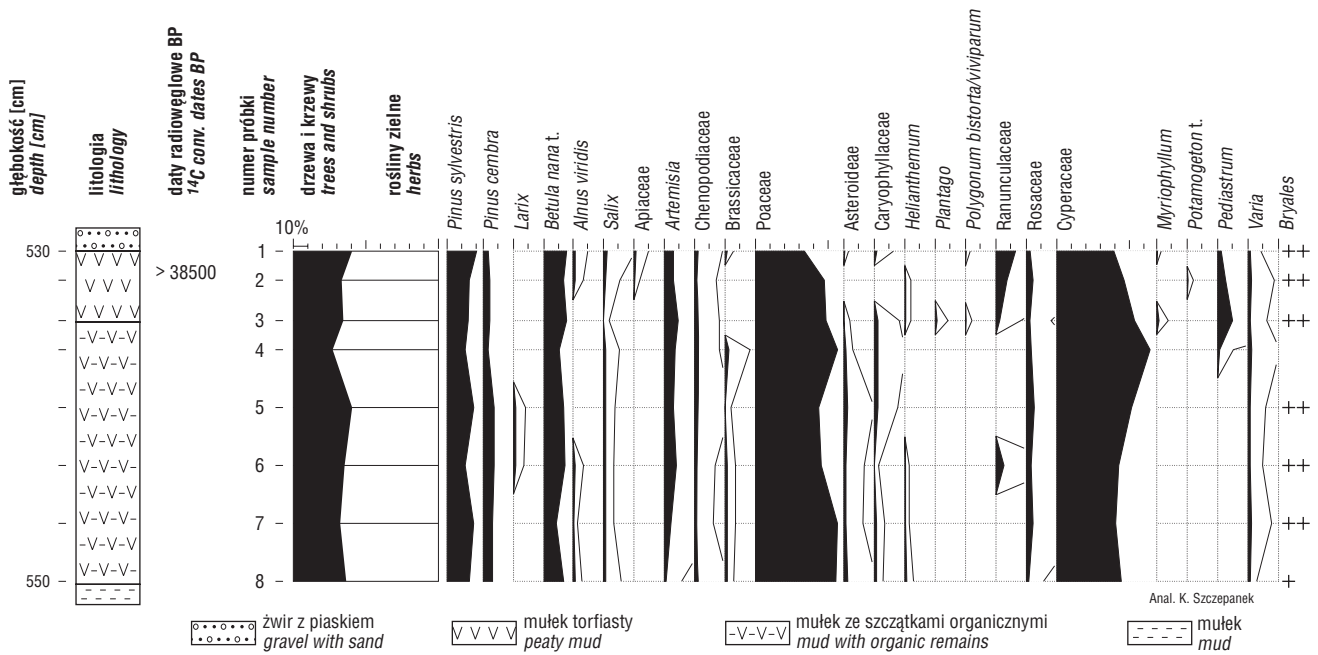 głębokość [cm]
depth [cm]
litologia
lithology
daty radiowęglowe BP
14C conv. dates BP
numer próbki
sample number
drzewa i krzewy
trees and shrubs
rośliny zielne
herbs
Pinus sylvestris
Pinus cembra
Larix
Betula nana t.
Alnus viridis
Salix
Apiaceae
Artemisia
Chenopodiaceae
Brassicaceae
Poaceae
Asteroideae
Caryophyllaceae
Helianthemum
Plantago
Polygonum bistorta/viviparum
Ranunculaceae
Rosaceae
Cyperaceae
Myriophyllum
Potamogeton t.
Pediastrum
Varia
Bryales
10%
530
> 38500
550
1
2
3
4
5
6
7
8
++
++
++
++
++
++
+
Anal. K. Szczepanek
żwir z piaskiem
gravel with sand
mułek torfiasty
peaty mud
mułek ze szczątkami organicznymi
mud with organic remains
mułek
mud